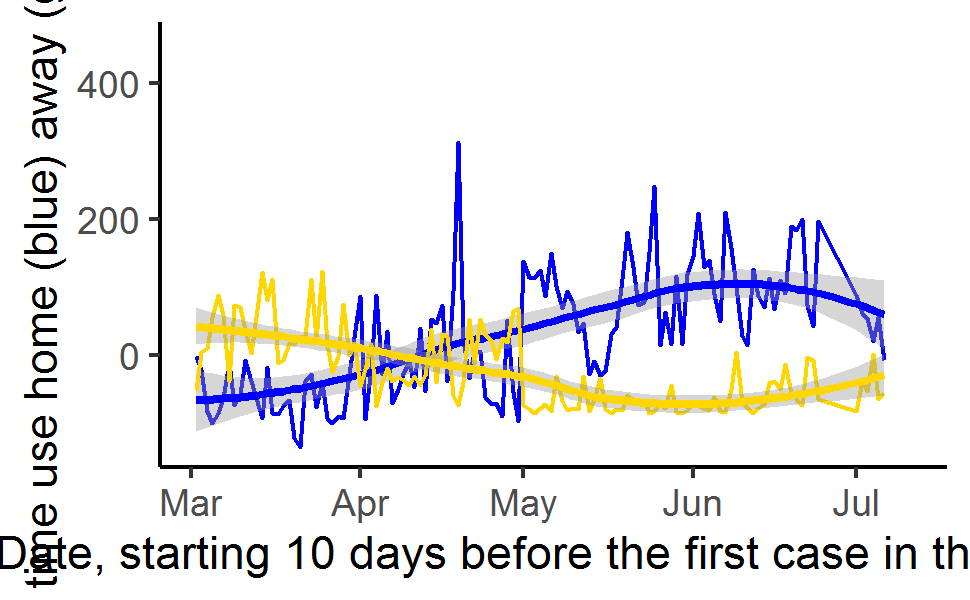 time use home (blue) away (
400
200
0
Mar Apr May Jun Jul
Date, starting 10 days before the first case in th